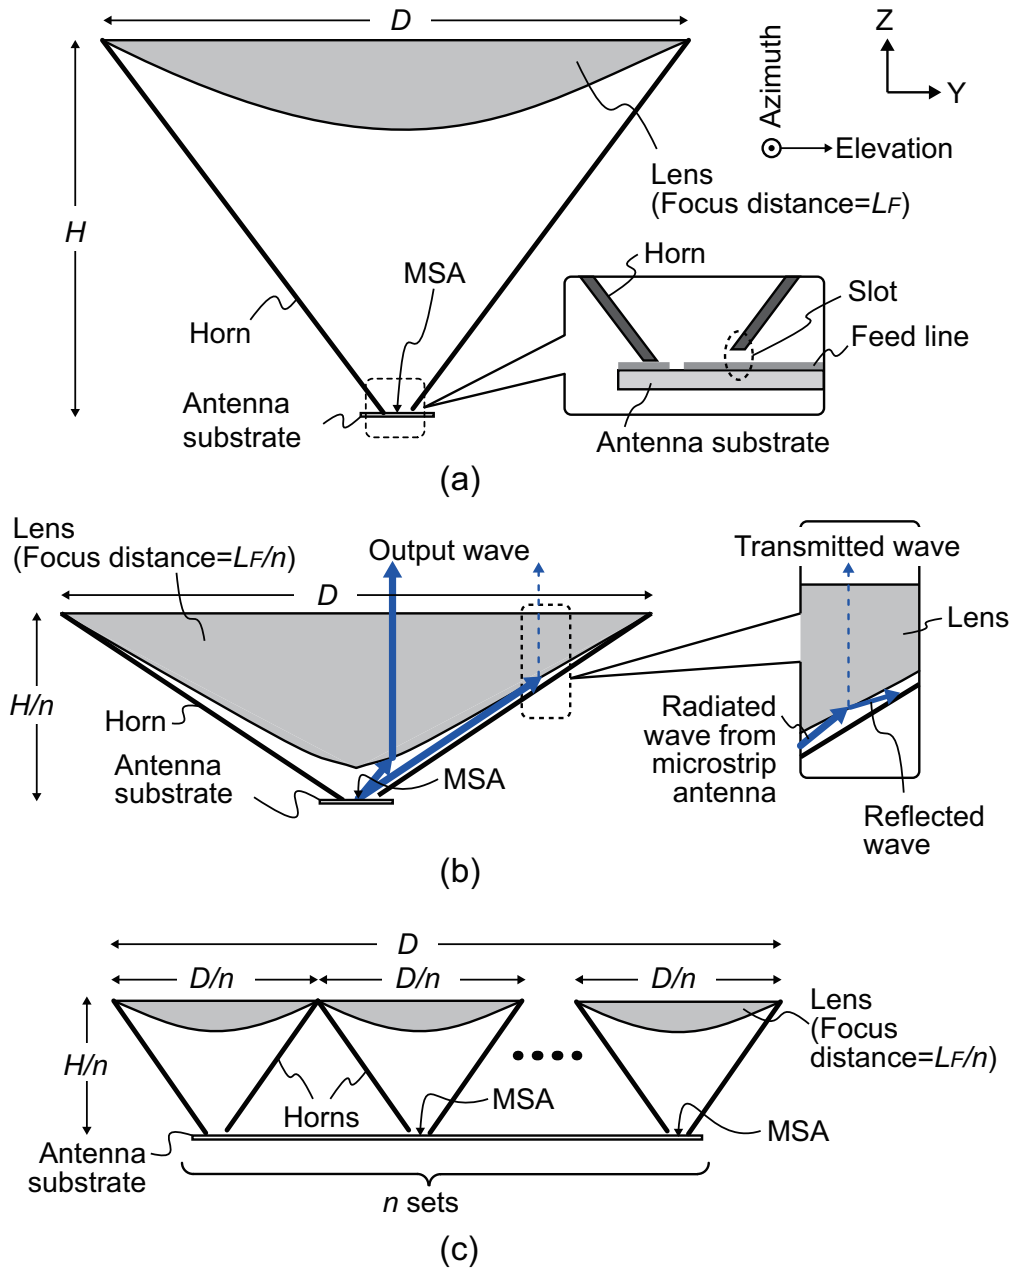 D
Z
Azimuth
Y
Elevation
Lens
(Focus distance=LF)
H
MSA
Horn
Horn
Slot
Feed line
Antenna
substrate
Antenna substrate
(a)
Lens
(Focus distance=LF/n)
Output wave
Transmitted wave
D
Lens
H/n
Horn
Radiated
wave from
microstrip
antenna
Antenna
substrate
MSA
Reflected
wave
(b)
D
D/n
D/n
D/n
Lens
(Focus
distance=LF/n)
H/n
Horns
MSA
MSA
Antenna
substrate
n sets
(c)